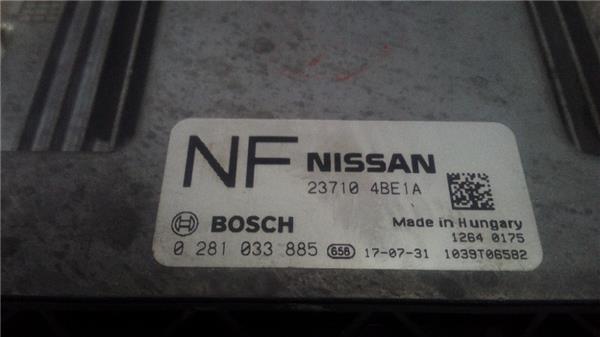 NF NISSAN
23710 4BE1A
BOSCH Made in Hungary
1264 0175
0 281 033 885 656 17-07-31 1039T06582